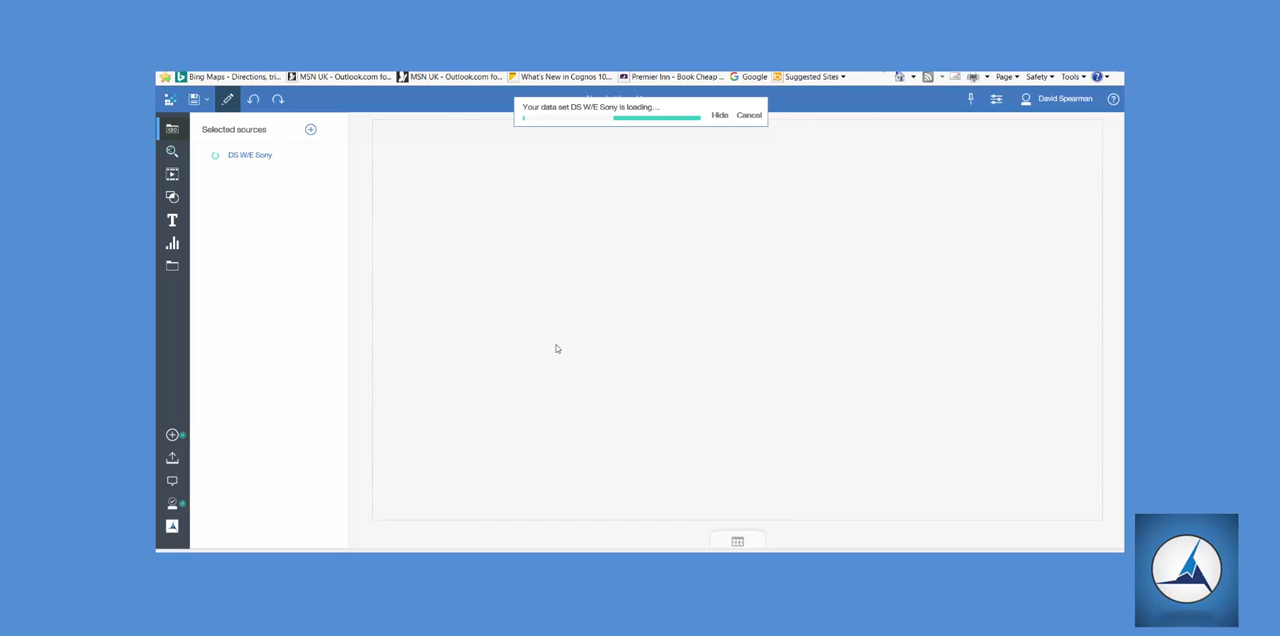 Bing Maps - Directions, tri... MSN UK - Outlook.com fo... MSN UK - Outlook.com fo... What's New in Cognos 10... Premier Inn - Book Cheap ... Google Suggested Sites Page Safety Tools
Your data set DS W/E Sony is loading...
Hide Cancel
David Spearman
Selected sources
DS W/E Sony
T